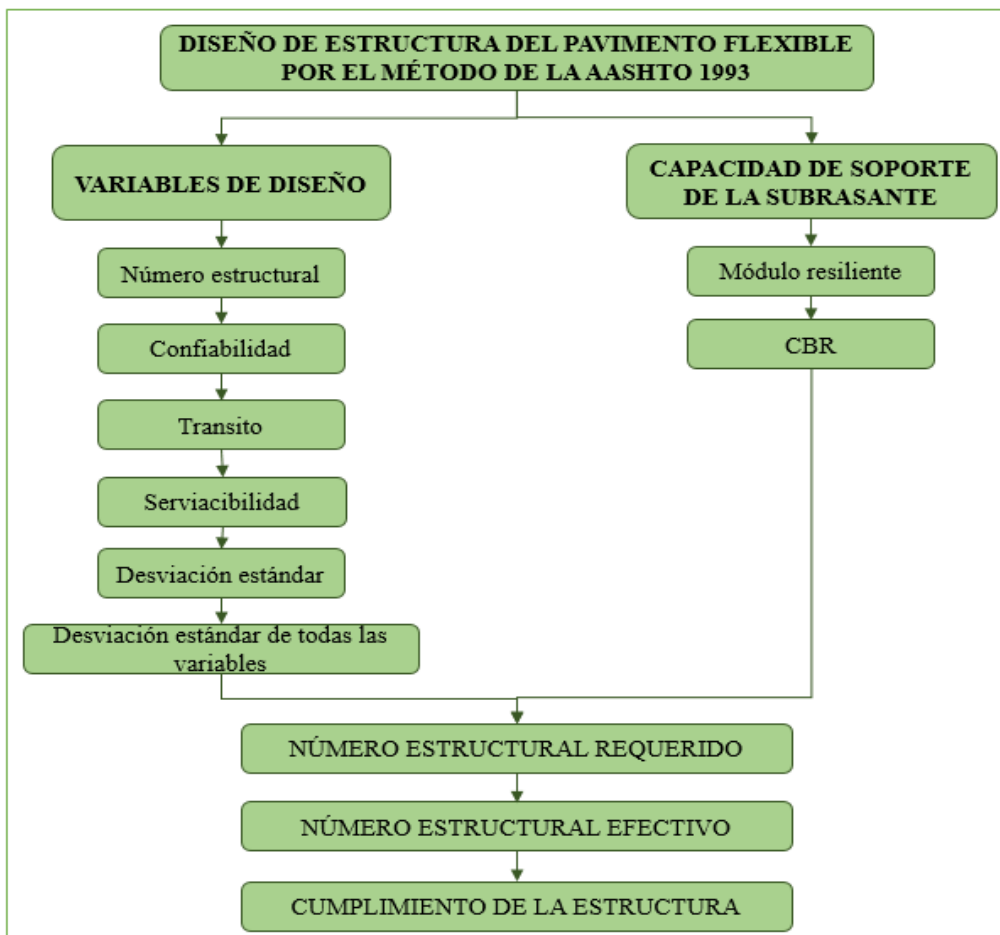 DISEÑO DE ESTRUCTURA DEL PAVIMENTO FLEXIBLE
POR EL MÉTODO DE LA AASHTO 1993
VARIABLES DE DISEÑO
Número estructural
Confiabilidad
Transito
Serviacibilidad
Desviación estándar
Desviación estándar de todas las
variables
CAPACIDAD DE SOPORTE
DE LA SUBRASANTE
Módulo resiliente
CBR
NÚMERO ESTRUCTURAL REQUERIDO
NÚMERO ESTRUCTURAL EFECTIVO
CUMPLIMIENTO DE LA ESTRUCTURA